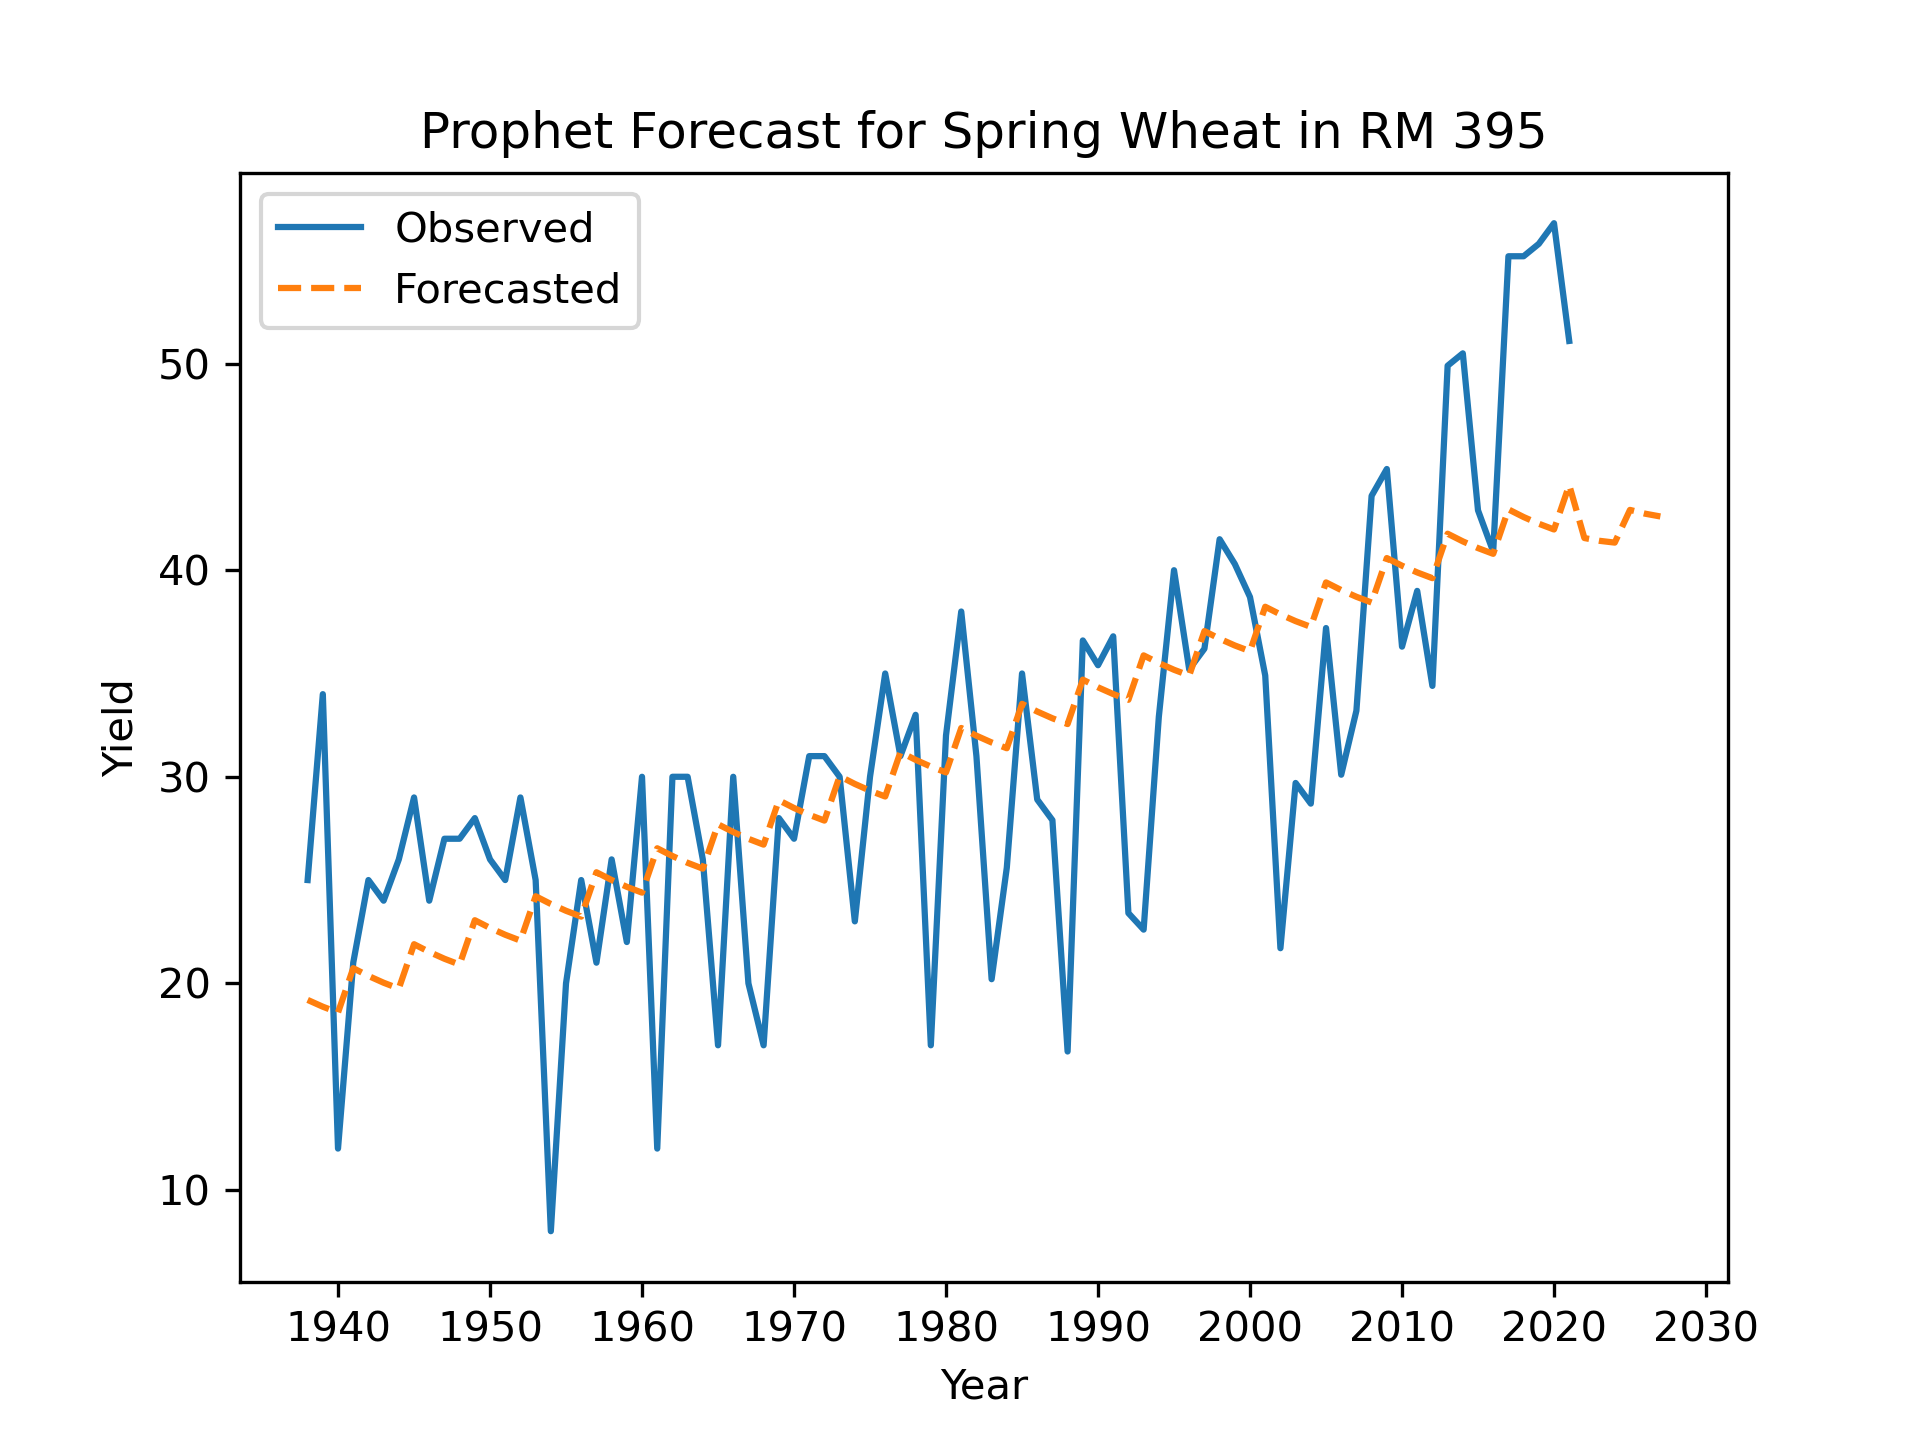 Prophet Forecast for Spring Wheat in RM 395
Observed
Forecasted
50
40
30
20
10
Yield
1940 1950 1960 1970 1980 1990 2000 2010 2020 2030
Year